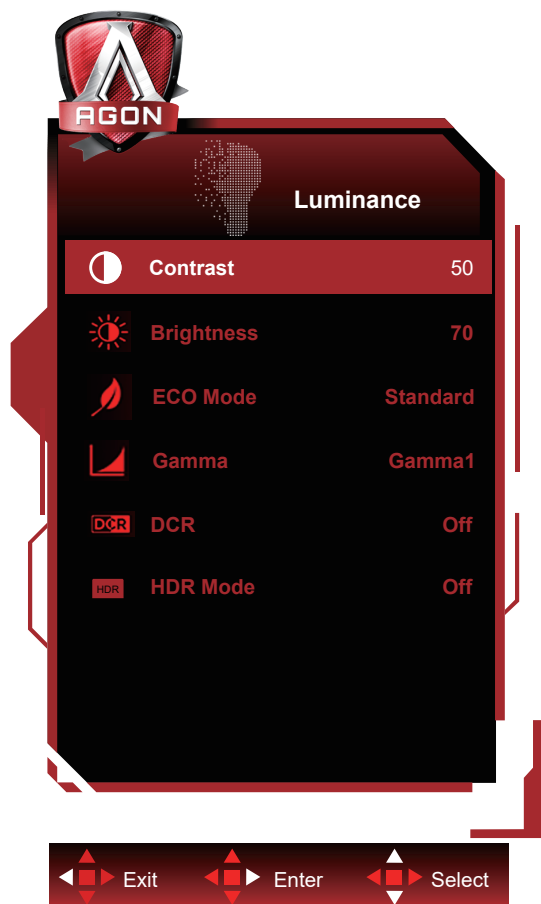 AGON
Luminance
Contrast 50
Brightness 70
ECO Mode Standard
Gamma Gamma1
DCR DCR Off
HDR HDR Mode Off
Exit Enter Select